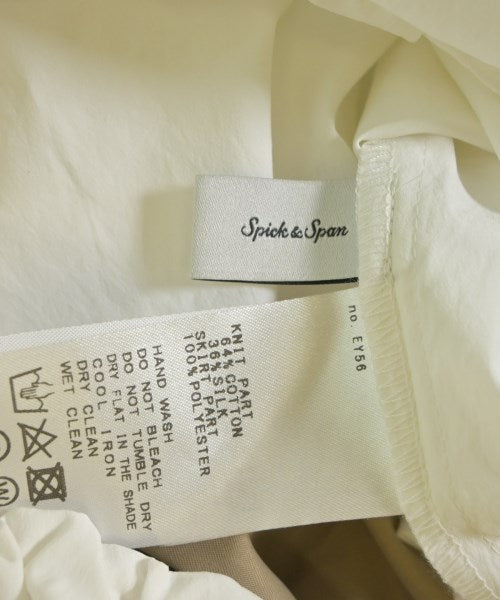 Spick & Span
no. EY56
KNIT PART
64% COTTON
36% SILK
SKIRT PART
100% POLYESTER
HAND WASH
DO NOT BLEACH
DO NOT TUMBLE DRY
DRY FLAT IN THE SHADE
COOL IRON
DRY CLEAN
WET CLEAN
W